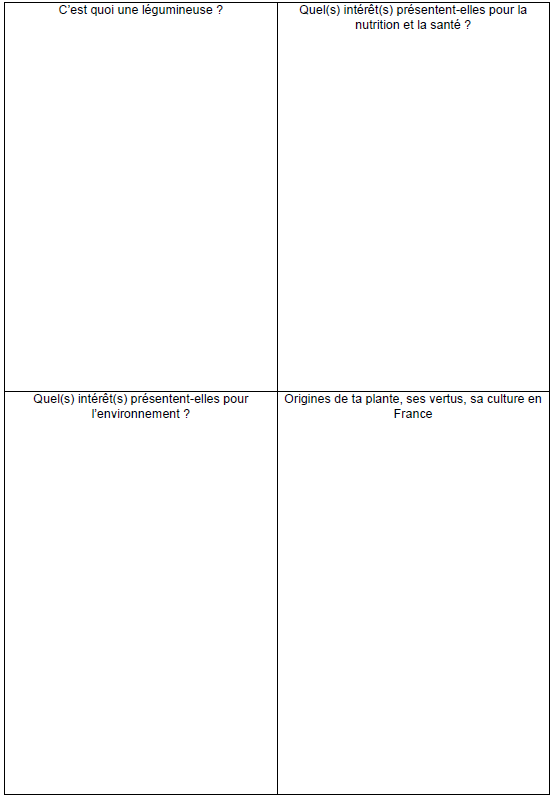 C'est quoi une légumineuse ?
Quel(s) intérêt(s) présentent-elles pour la
nutrition et la santé ?
Quel(s) intérêt(s) présentent-elles pour
l'environnement ?
Origines de ta plante, ses vertus, sa culture en
France